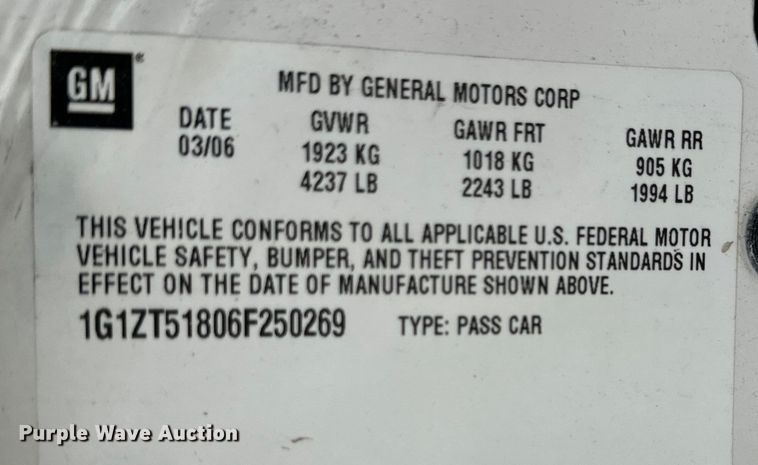 GM®
MFD BY GENERAL MOTORS CORP
DATE GVWR GAWR FRT GAWR RR
03/06 1923 KG 1018 KG 905 KG
4237 LB 2243 LB 1994 LB
THIS VEHICLE CONFORMS TO ALL APPLICABLE U.S. FEDERAL MOTOR
VEHICLE SAFETY, BUMPER, AND THEFT PREVENTION STANDARDS IN
EFFECT ON THE DATE OF MANUFACTURE SHOWN ABOVE.
1G1ZT51806F250269 TYPE: PASS CAR
Purple Wave Auction